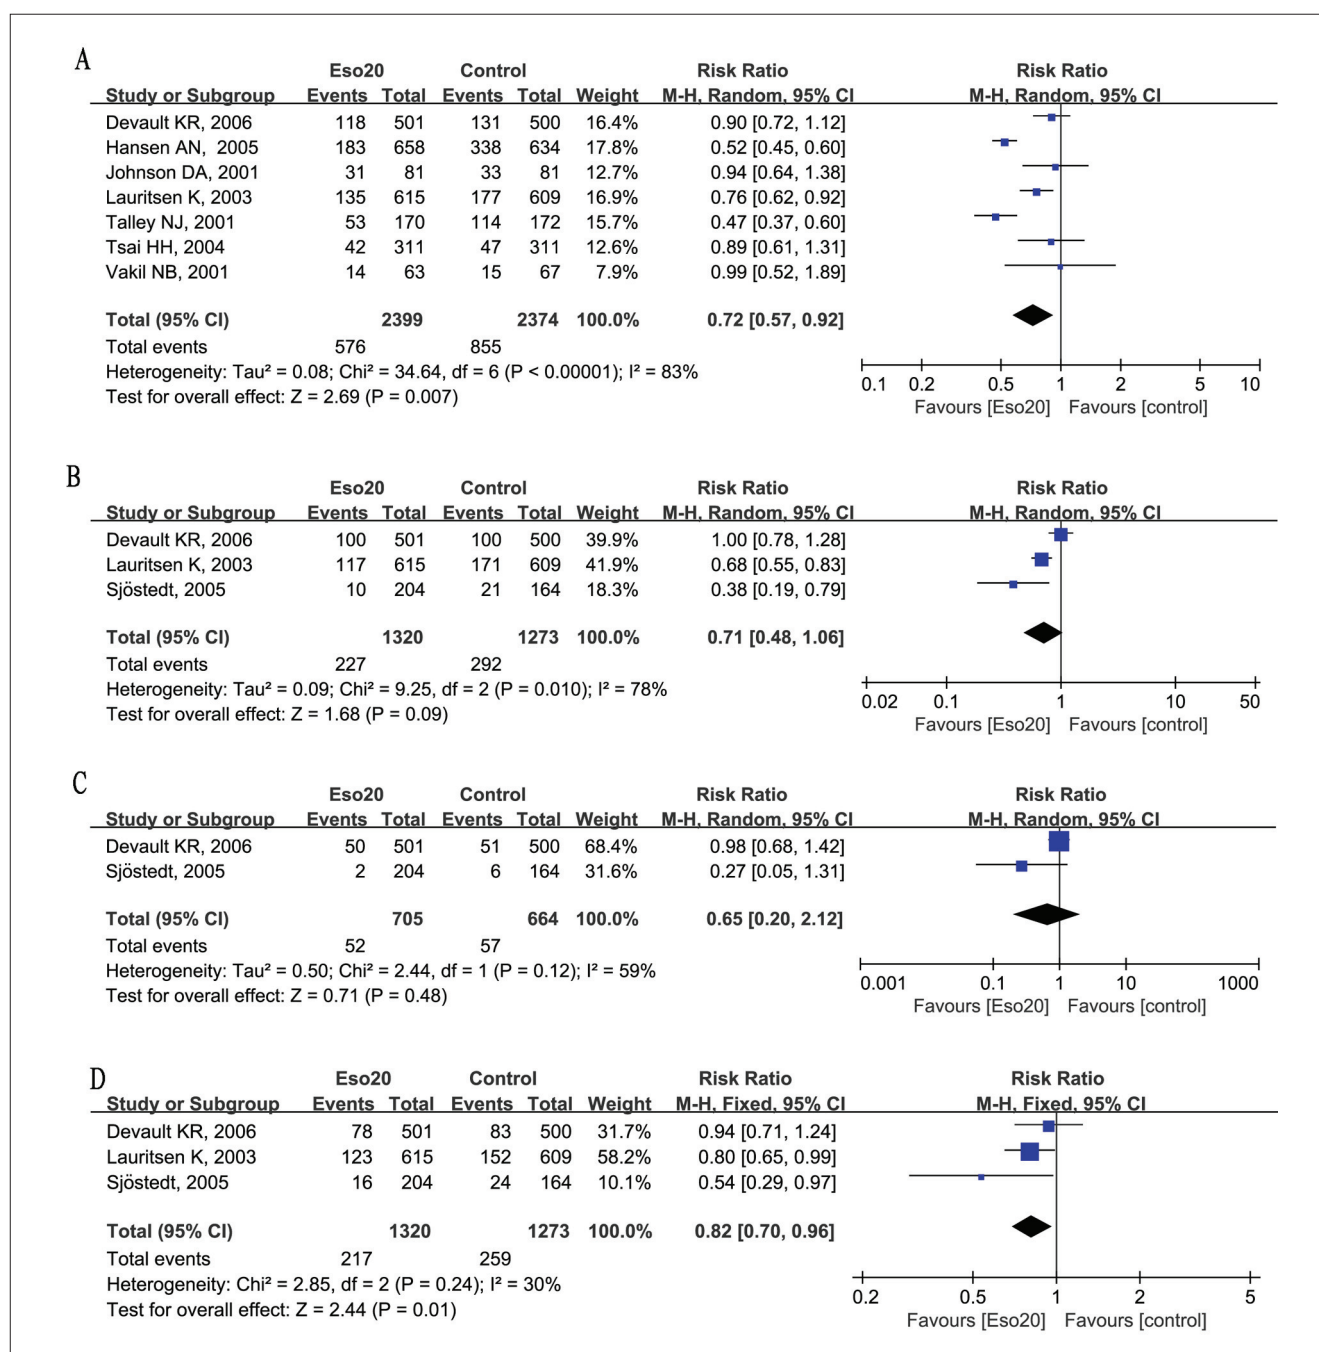 A
Eso20 Control Risk Ratio Risk Ratio
Study or Subgroup Events Total Events Total Weight M-H, Random, 95% CI M-H, Random, 95% CI
Devault KR, 2006 118 501 131 500 16.4% 0.90 [0.72, 1.12]
Hansen AN, 2005 183 658 338 634 17.8% 0.52 [0.45, 0.60]
Johnson DA, 2001 31 81 33 81 12.7% 0.94 [0.64, 1.38]
Lauritsen K, 2003 135 615 177 609 16.9% 0.76 [0.62, 0.92]
Talley NJ, 2001 53 170 114 172 15.7% 0.47 [0.37, 0.60]
Tsai HH, 2004 42 311 47 311 12.6% 0.89 [0.61, 1.31]
Vakil NB, 2001 14 63 15 67 7.9% 0.99 [0.52, 1.89]
Total (95% CI) 2399 2374 100.0% 0.72 [0.57, 0.92]
Total events 576 855
Heterogeneity: Tau² = 0.08; Chi² = 34.64, df = 6 (P < 0.00001); I² = 83%
Test for overall effect: Z = 2.69 (P = 0.007)
0.1 0.2 0.5 1 2 5 10
Favours [Eso20] Favours [control]
B
Eso20 Control Risk Ratio Risk Ratio
Study or Subgroup Events Total Events Total Weight M-H, Random, 95% CI M-H, Random, 95% CI
Devault KR, 2006 100 501 100 500 39.9% 1.00 [0.78, 1.28]
Lauritsen K, 2003 117 615 171 609 41.9% 0.68 [0.55, 0.83]
Sjöstedt, 2005 10 204 21 164 18.3% 0.38 [0.19, 0.79]
Total (95% CI) 1320 1273 100.0% 0.71 [0.48, 1.06]
Total events 227 292
Heterogeneity: Tau² = 0.09; Chi² = 9.25, df = 2 (P = 0.010); I² = 78%
Test for overall effect: Z = 1.68 (P = 0.09)
0.02 0.1 1 10 50
Favours [Eso20] Favours [control]
C
Eso20 Control Risk Ratio Risk Ratio
Study or Subgroup Events Total Events Total Weight M-H, Random, 95% CI M-H, Random, 95% CI
Devault KR, 2006 50 501 51 500 68.4% 0.98 [0.68, 1.42]
Sjöstedt, 2005 2 204 6 164 31.6% 0.27 [0.05, 1.31]
Total (95% CI) 705 664 100.0% 0.65 [0.20, 2.12]
Total events 52 57
Heterogeneity: Tau² = 0.50; Chi² = 2.44, df = 1 (P = 0.12); I² = 59%
Test for overall effect: Z = 0.71 (P = 0.48)
0.001 0.1 1 10 1000
Favours [Eso20] Favours [control]
D
Eso20 Control Risk Ratio Risk Ratio
Study or Subgroup Events Total Events Total Weight M-H, Fixed, 95% CI M-H, Fixed, 95% CI
Devault KR, 2006 78 501 83 500 31.7% 0.94 [0.71, 1.24]
Lauritsen K, 2003 123 615 152 609 58.2% 0.80 [0.65, 0.99]
Sjöstedt, 2005 16 204 24 164 10.1% 0.54 [0.29, 0.97]
Total (95% CI) 1320 1273 100.0% 0.82 [0.70, 0.96]
Total events 217 259
Heterogeneity: Chi² = 2.85, df = 2 (P = 0.24); I² = 30%
Test for overall effect: Z = 2.44 (P = 0.01)
0.2 0.5 1 2 5
Favours [Eso20] Favours [control]